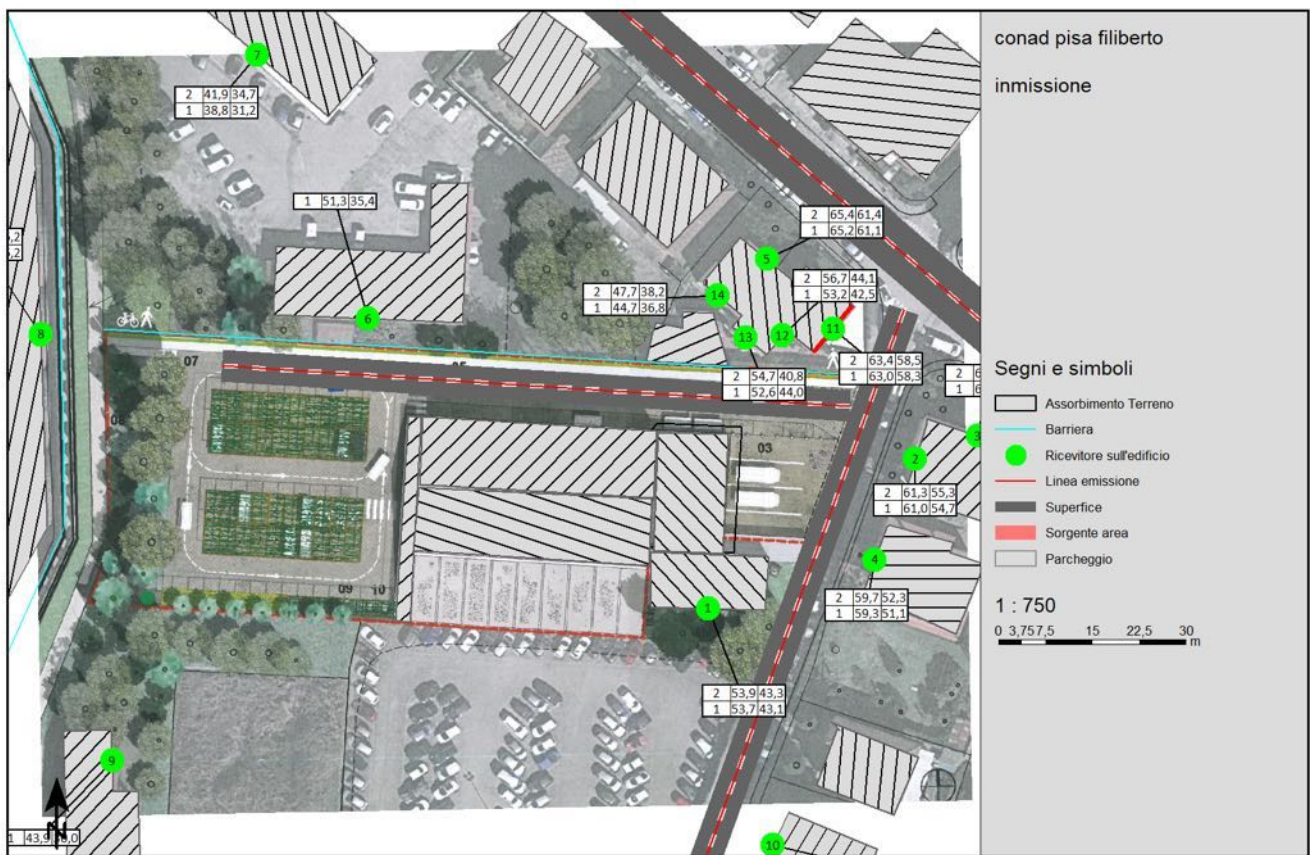 conad pisa filiberto
inmissione
7
2 41,9 34,7
1 38,8 31,2
1 51,3 35,4
2 65,4 61,4
1 65,2 61,1
5
2 56,7 44,1
1 53,2 42,5
2 47,7 38,2
1 44,7 36,8
14
13
12
11
6
8
07
2 63,4 58,5
1 63,0 58,3
2 54,7 40,8
1 52,6 44,0
03
2
3
2 61,3 55,3
1 61,0 54,7
4
2 59,7 52,3
1 59,3 51,1
09 10
1
2 53,9 43,3
1 53,7 43,1
9
10
Segni e simboli
Assorbimento Terreno
Barriera
Ricevitore sull'edificio
Linea emissione
Superfice
Sorgente area
Parcheggio
1 : 750
0 3,75 7,5 15 22,5 30
m